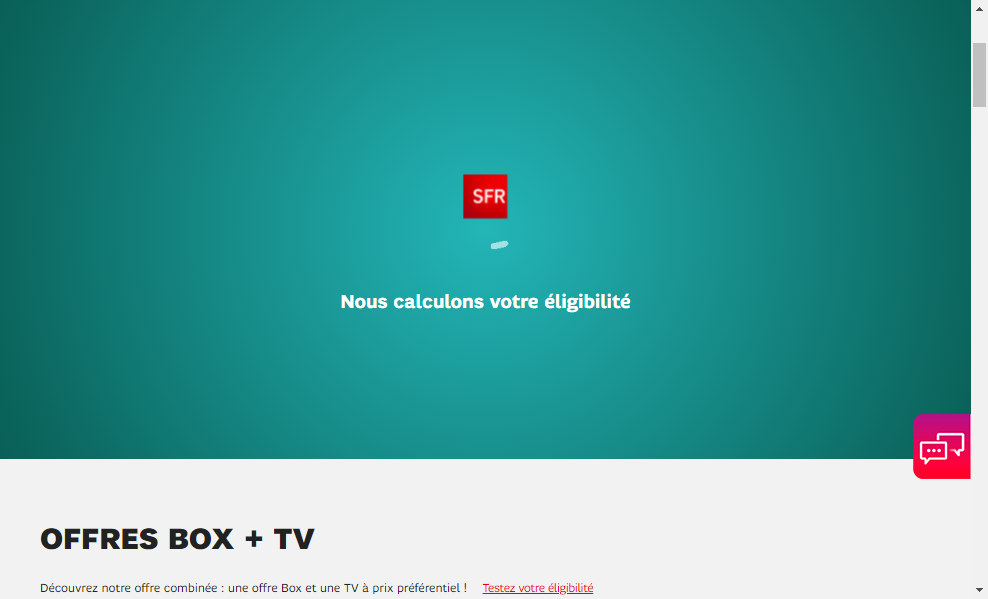 SFR
Nous calculons votre éligibilité
OFFRES BOX + TV
Découvrez notre offre combinée : une offre Box et une TV à prix préférentiel ! Testez votre éligibilité